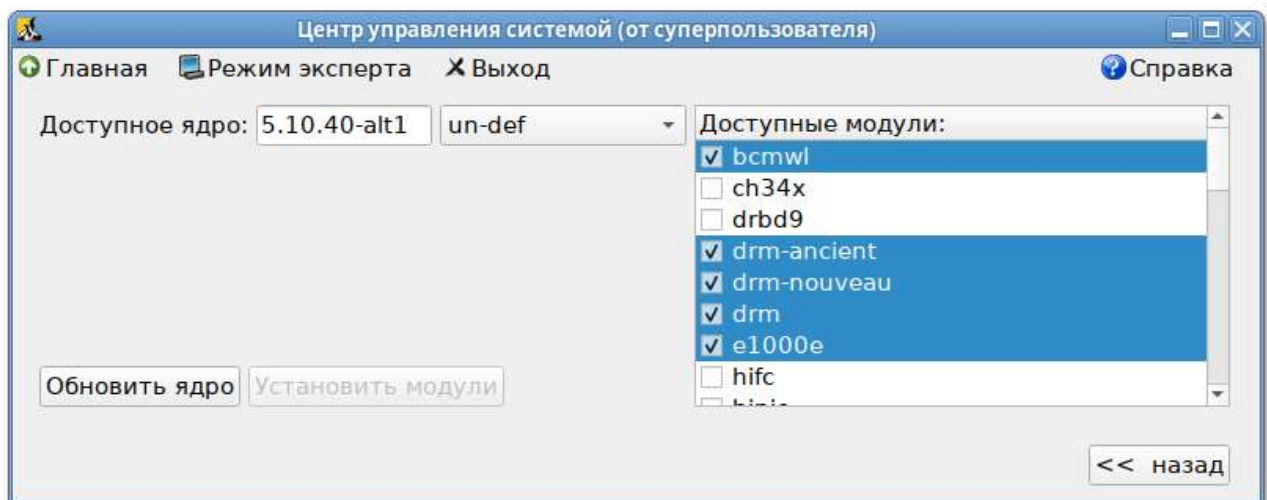 Центр управления системой (от суперпользователя)
Главная Режим эксперта Выход Справка
Доступное ядро: 5.10.40-alt1 un-def
Доступные модули:
bcmwl
ch34x
drbd9
drm-ancient
drm-nouveau
drm
e1000e
hifc
Обновить ядро Установить модули
<< назад